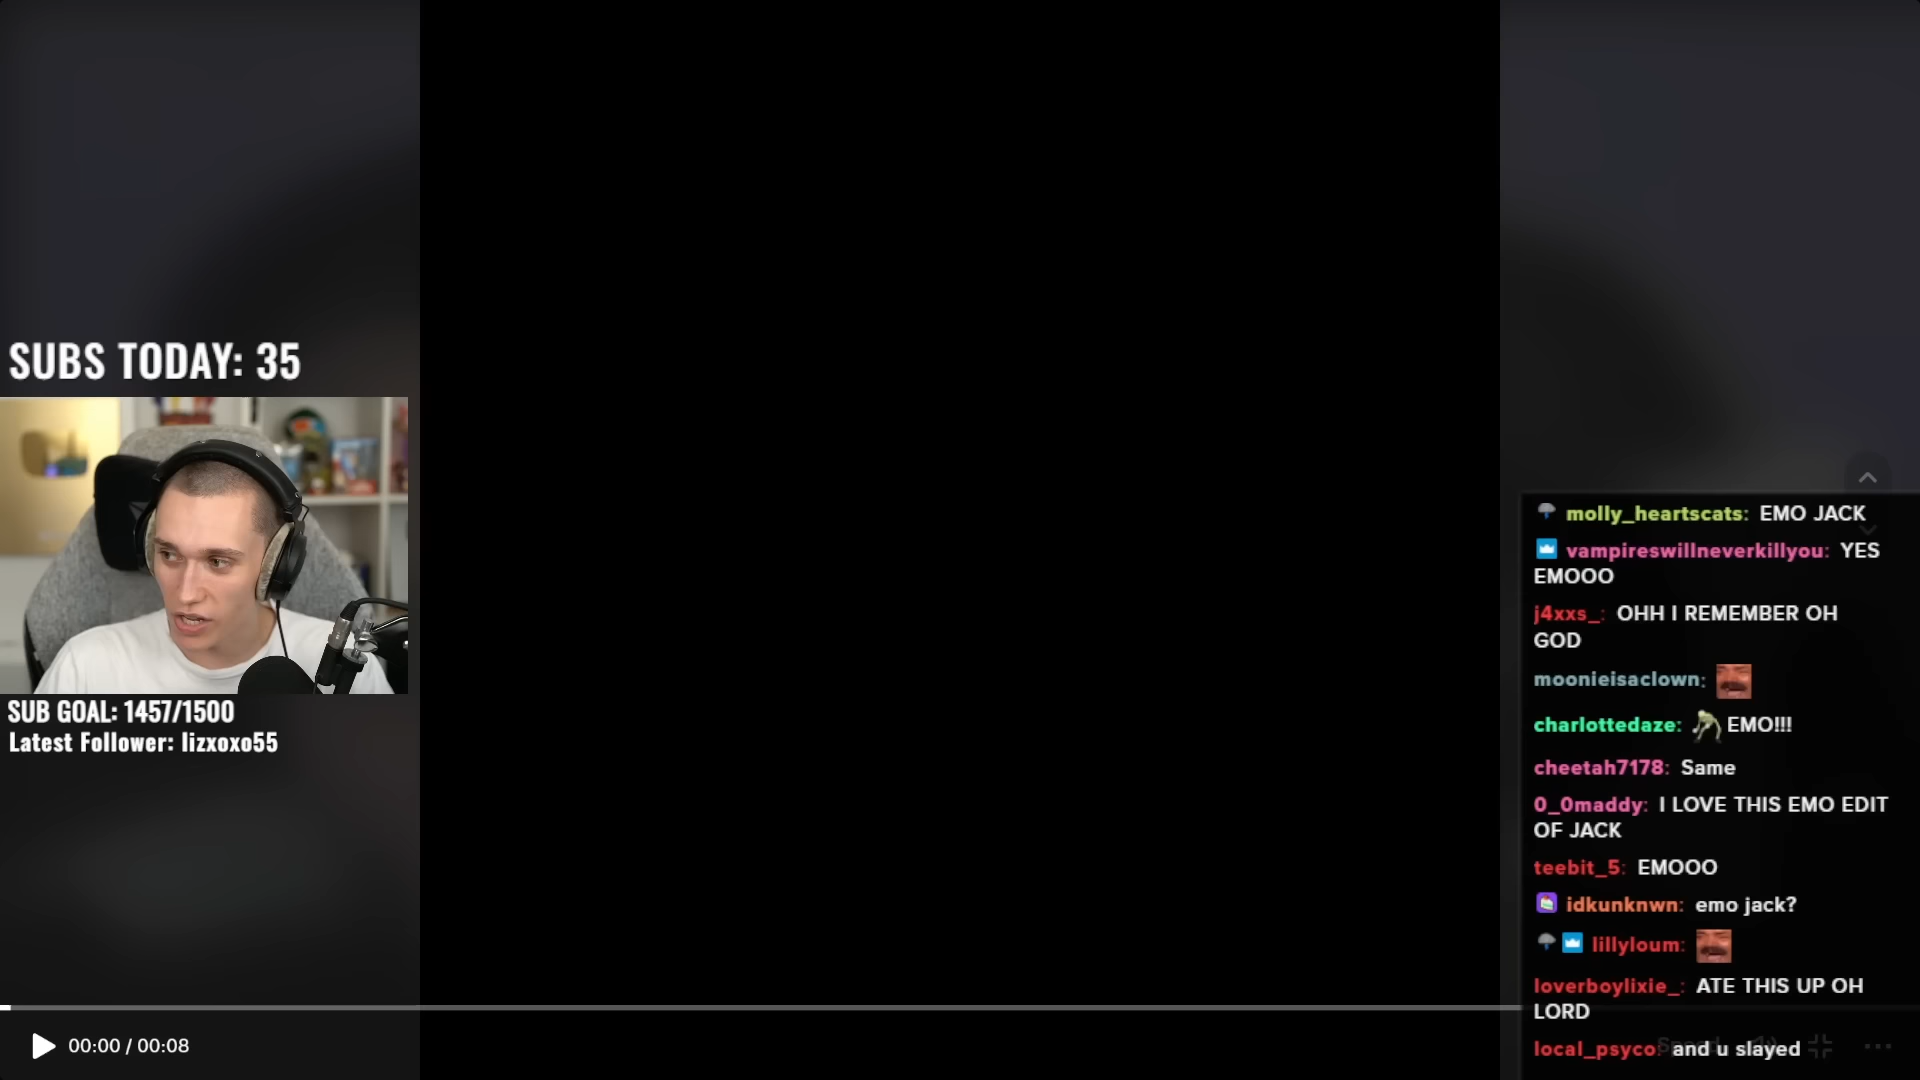 SUBS TODAY: 35
SUB GOAL: 1457/1500
Latest Follower: lizxoxo55
00:00 / 00:08
molly_heartscats: EMO JACK
vampireswillneverkillyou: YES
EMOOO
j4xxs_: OHH I REMEMBER OH
GOD
moonieisaclown:
charlottedaze: EMO!!!
cheetah7178: Same
0_0maddy: I LOVE THIS EMO EDIT
OF JACK
teebit_5: EMOOO
idkunknwn: emo jack?
lillyloum:
loverboylixie_: ATE THIS UP OH
LORD
local_psyco: and u slayed